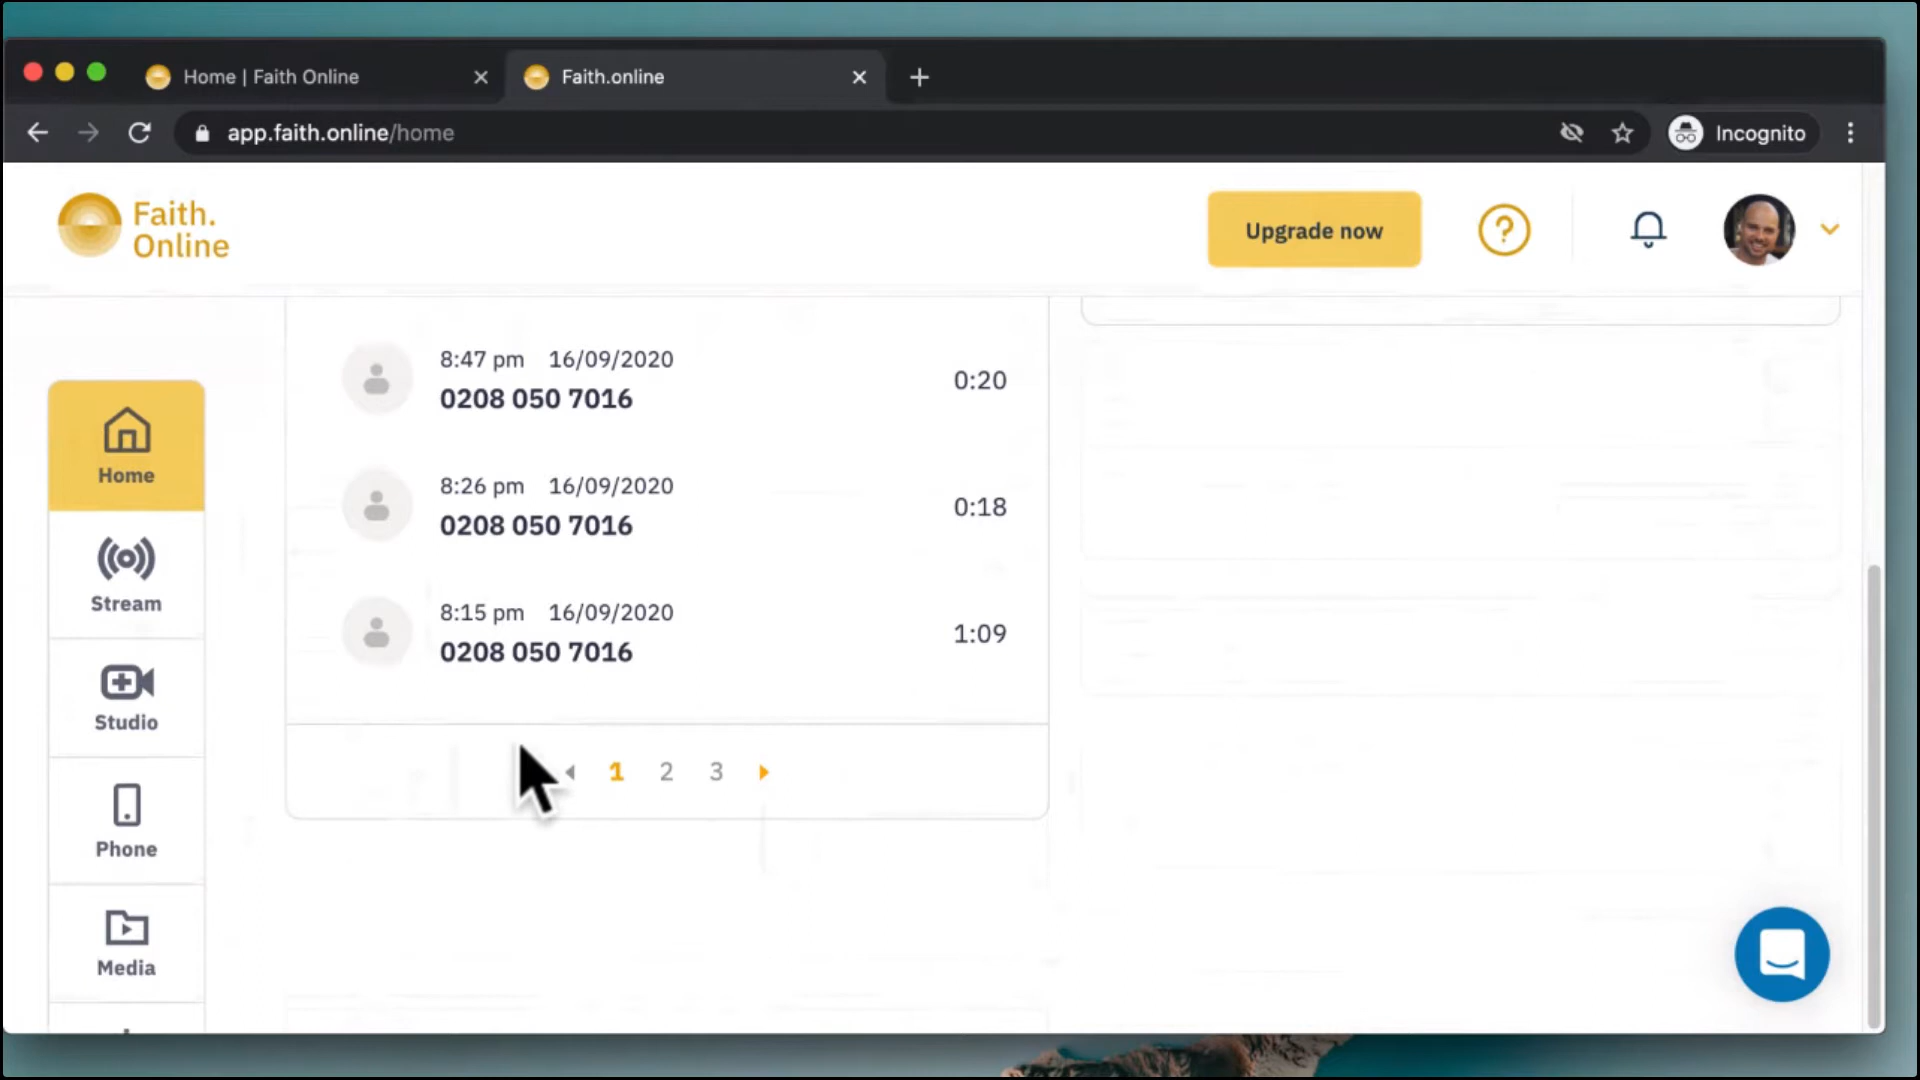 Home | Faith Online
Faith.online
app.faith.online/home
Incognito
Faith.
Online
Upgrade now
?
8:47 pm 16/09/2020
0208 050 7016
0:20
8:26 pm 16/09/2020
0208 050 7016
0:18
8:15 pm 16/09/2020
0208 050 7016
1:09
1 2 3
Home
Stream
Studio
Phone
Media